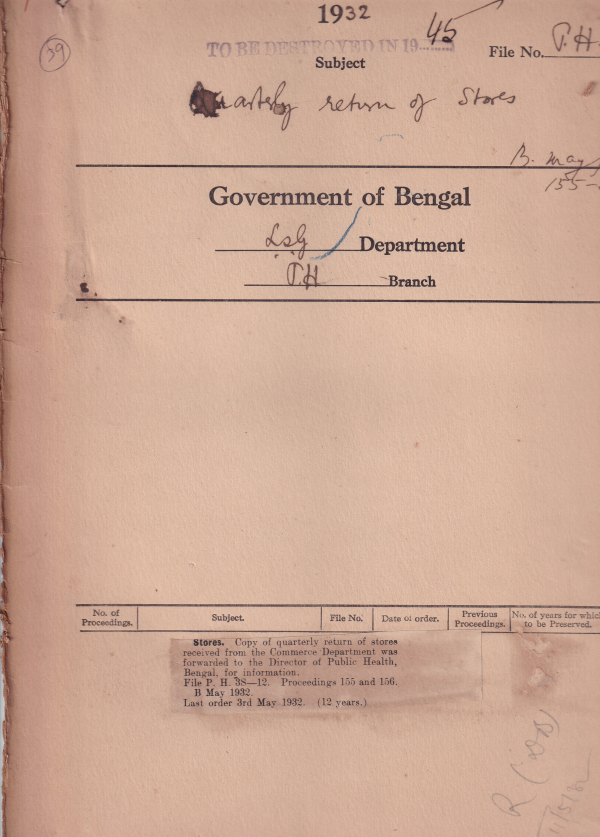 1932
39
TO BE DESTROYED IN 19 45
File No. P.H.
Subject
Quarterly return of Stores
B. May
155-
Government of Bengal
LSG Department
P.H Branch
No. of Proceedings.
Subject.
File No.
Date of order.
Previous Proceedings.
No. of years for which to be Preserved.
Stores. Copy of quarterly return of stores
received from the Commerce Department was
forwarded to the Director of Public Health,
Bengal, for information.
File P. H. 3S—12. Proceedings 155 and 156.
B May 1932.
Last order 3rd May 1932. (12 years.)